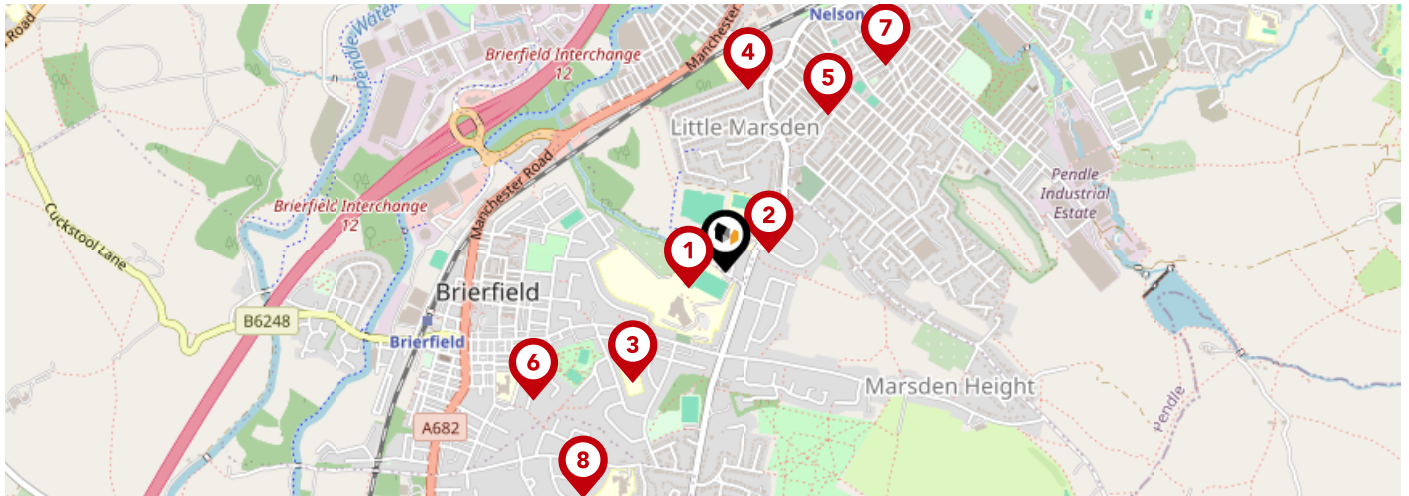 Road
Pendle Water
Manchester
Nelson
7
4
5
Brierfield Interchange
12
Little Marsden
Manchester Road
Pendle
Industrial
Estate
Brierfield Interchange
12
Cuckstool Lane
2
1
Brierfield
B6248
Brierfield
3
6
Marsden Height
Pendle
A682
8